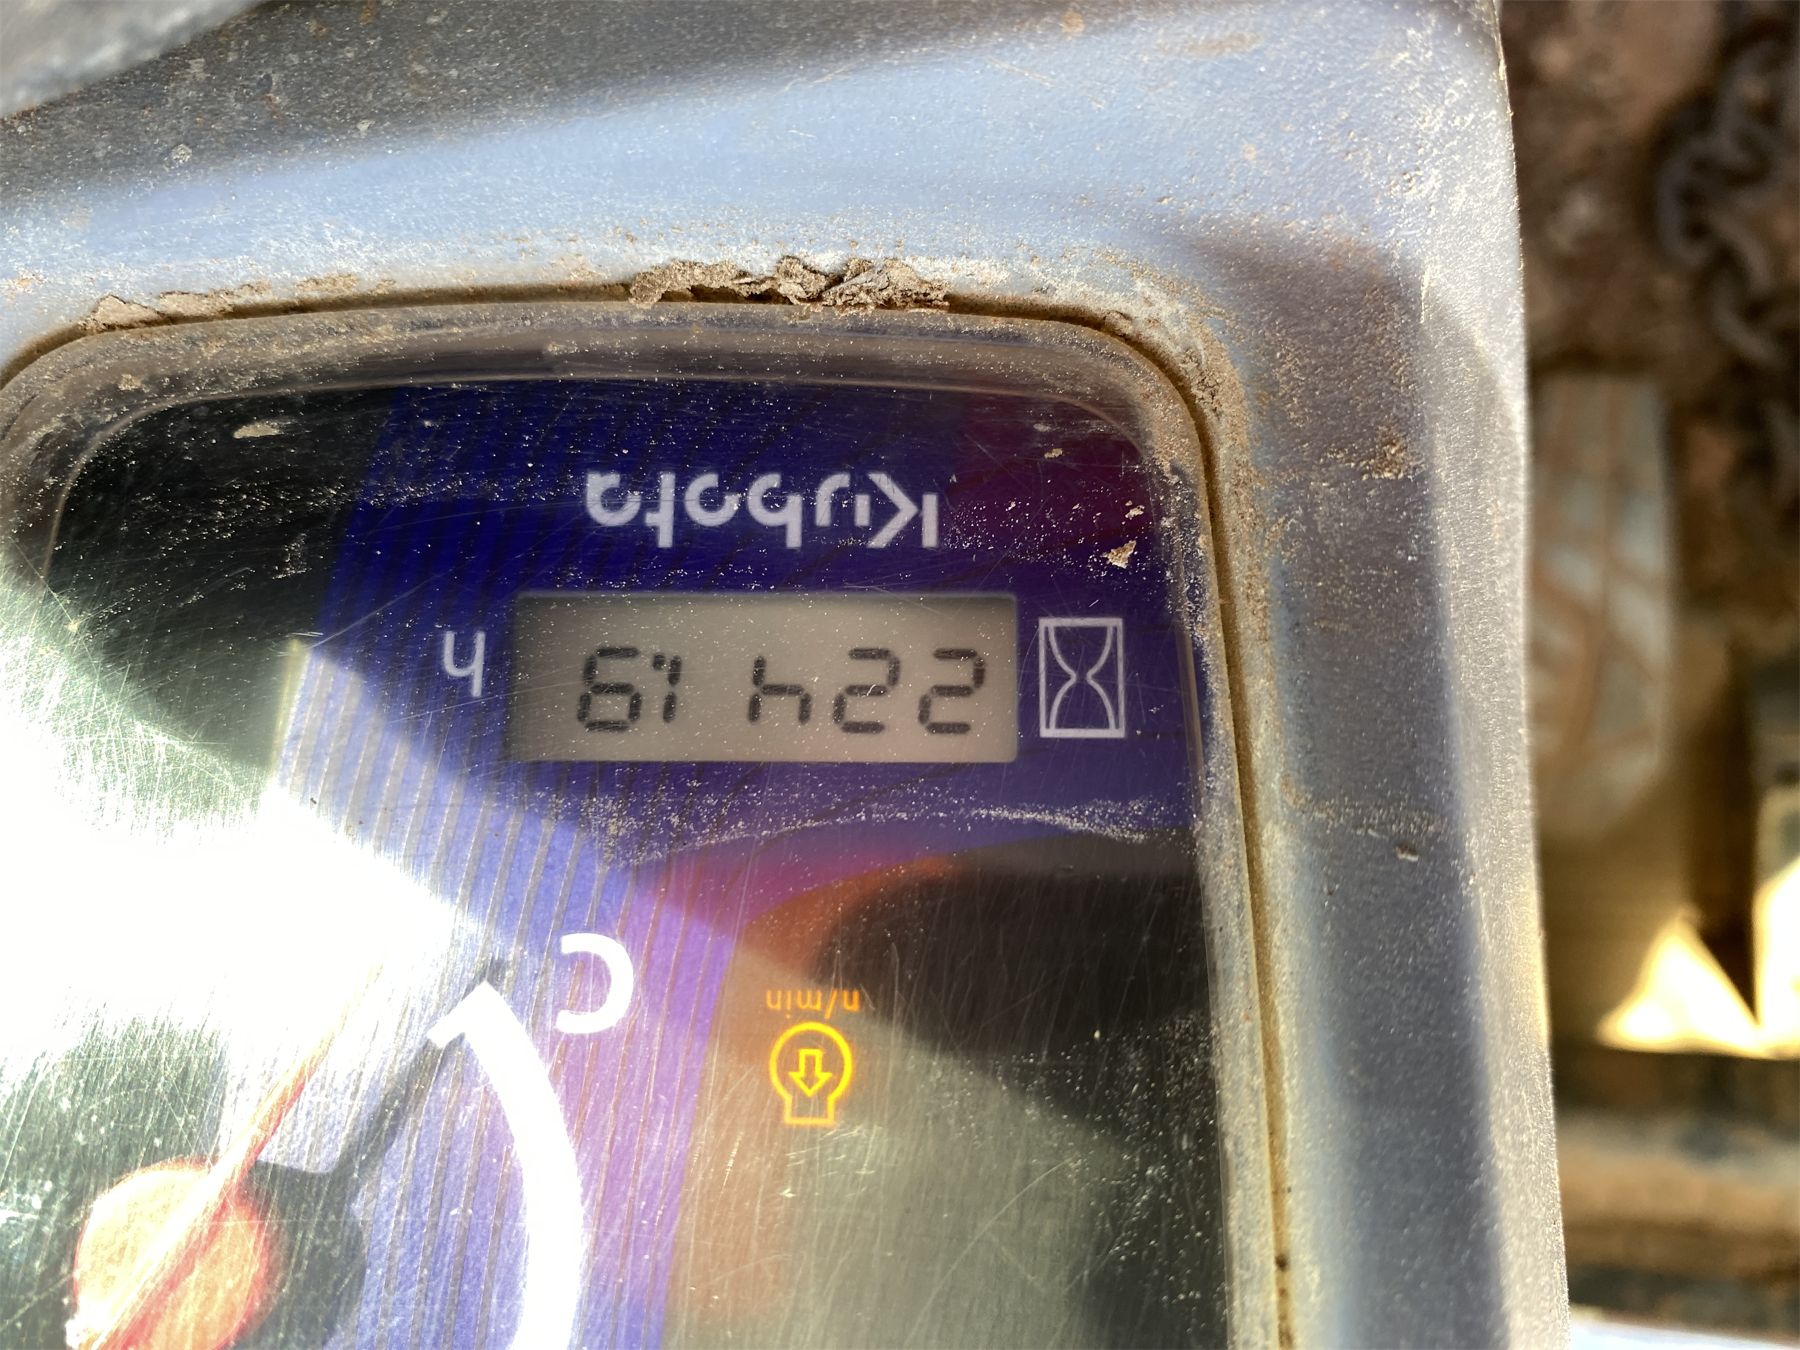 n/min
C
2241.9 h
Kubota